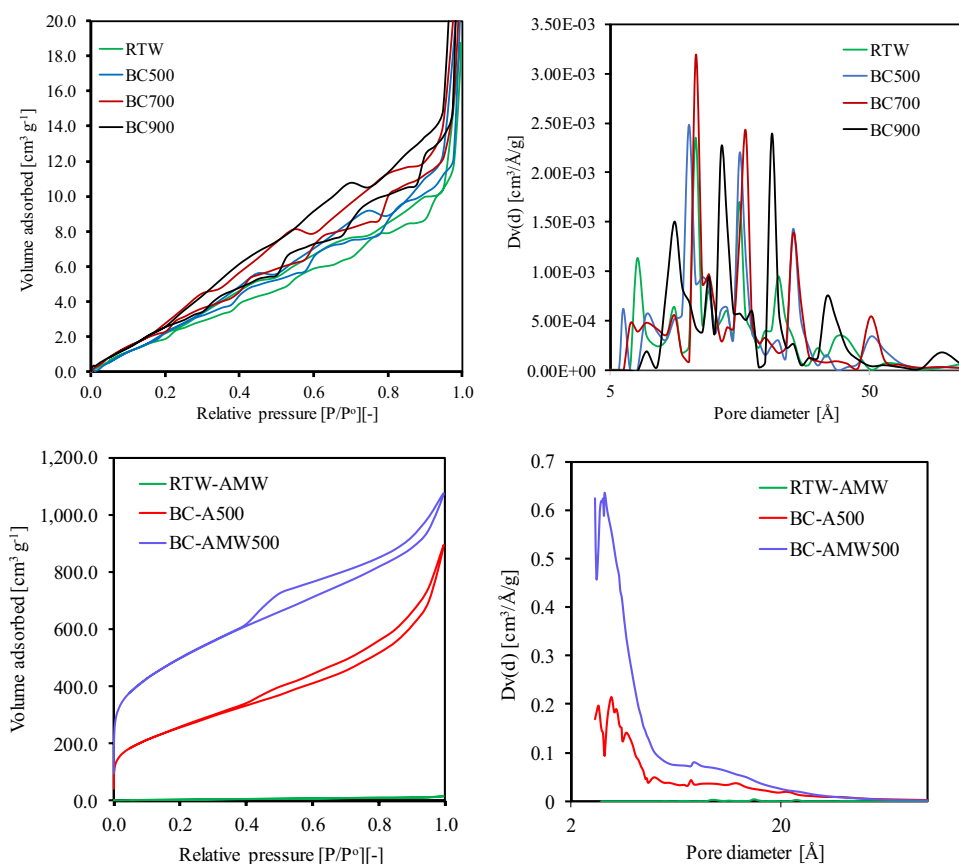 20.0
18.0
16.0
14.0
12.0
10.0
8.0
6.0
4.0
2.0
0.0
Volume adsorbed [cm³ g⁻¹]
RTW
BC500
BC700
BC900
0.0 0.2 0.4 0.6 0.8 1.0
Relative pressure [P/Pᵒ][-]
3.50E-03
3.00E-03
2.50E-03
2.00E-03
1.50E-03
1.00E-03
5.00E-04
0.00E+00
Dv(d) [cm³/Å/g]
RTW
BC500
BC700
BC900
5 50
Pore diameter [Å]
1,200.0
1,000.0
800.0
600.0
400.0
200.0
0.0
Volume adsorbed [cm³ g⁻¹]
RTW-AMW
BC-A500
BC-AMW500
0.0 0.2 0.4 0.6 0.8 1.0
Relative pressure [P/Pᵒ][-]
0.7
0.6
0.5
0.4
0.3
0.2
0.1
0
Dv(d) [cm³/Å/g]
RTW-AMW
BC-A500
BC-AMW500
2 20
Pore diameter [Å]